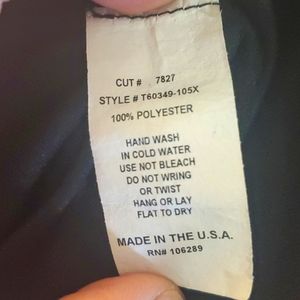 CUT # 7827
STYLE # T60349-105X
100% POLYESTER
HAND WASH
IN COLD WATER
USE NOT BLEACH
DO NOT WRING
OR TWIST
HANG OR LAY
FLAT TO DRY
MADE IN THE U.S.A.
RN# 106289